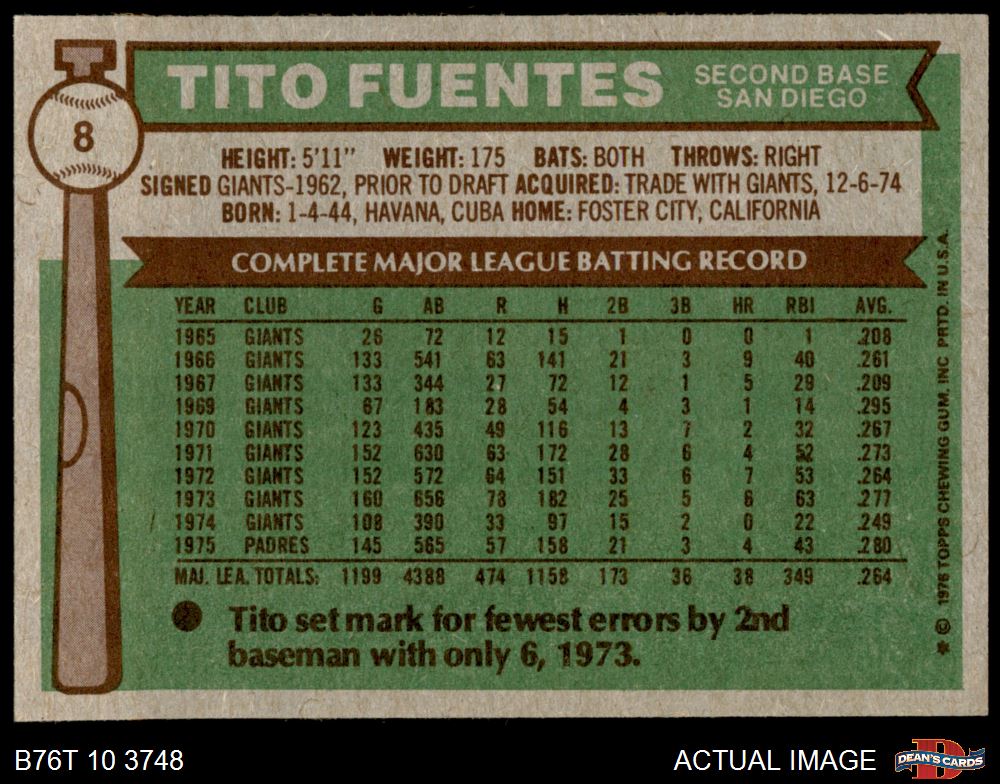 TITO FUENTES
SECOND BASE
SAN DIEGO
8
HEIGHT: 5'11" WEIGHT: 175 BATS: BOTH THROWS: RIGHT
SIGNED GIANTS-1962, PRIOR TO DRAFT ACQUIRED: TRADE WITH GIANTS, 12-6-74
BORN: 1-4-44, HAVANA, CUBA HOME: FOSTER CITY, CALIFORNIA
COMPLETE MAJOR LEAGUE BATTING RECORD
YEAR CLUB G AB R H 2B 3B HR RBI AVG.
1965 GIANTS 26 72 12 15 1 0 0 1 .208
1966 GIANTS 133 541 63 141 21 3 9 40 .261
1967 GIANTS 133 344 27 72 12 1 5 29 .209
1969 GIANTS 67 183 28 54 4 3 1 14 .295
1970 GIANTS 123 435 49 116 13 7 2 32 .267
1971 GIANTS 152 630 63 172 28 6 4 52 .273
1972 GIANTS 152 572 64 151 33 6 7 53 .264
1973 GIANTS 160 656 78 182 25 5 6 63 .277
1974 GIANTS 108 390 33 97 15 2 0 22 .249
1975 PADRES 145 565 57 158 21 3 4 43 .280
MAJ. LEA. TOTALS: 1199 4388 474 1158 173 36 38 349 .264
Tito set mark for fewest errors by 2nd
baseman with only 6, 1973.
* © 1976 TOPPS CHEWING GUM, INC PRTD. IN U.S.A.
B76T 10 3748
ACTUAL IMAGE
D
DEAN'S CARDS